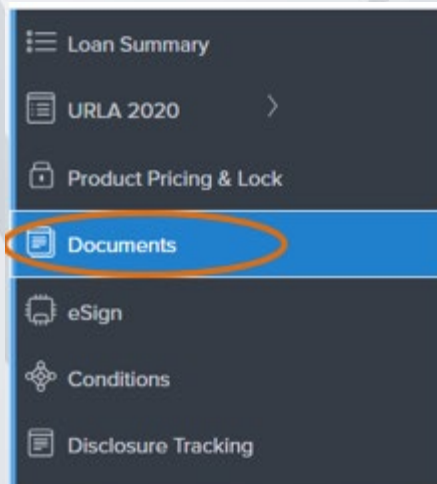 Loan Summary
URLA 2020
Product Pricing & Lock
Documents
eSign
Conditions
Disclosure Tracking